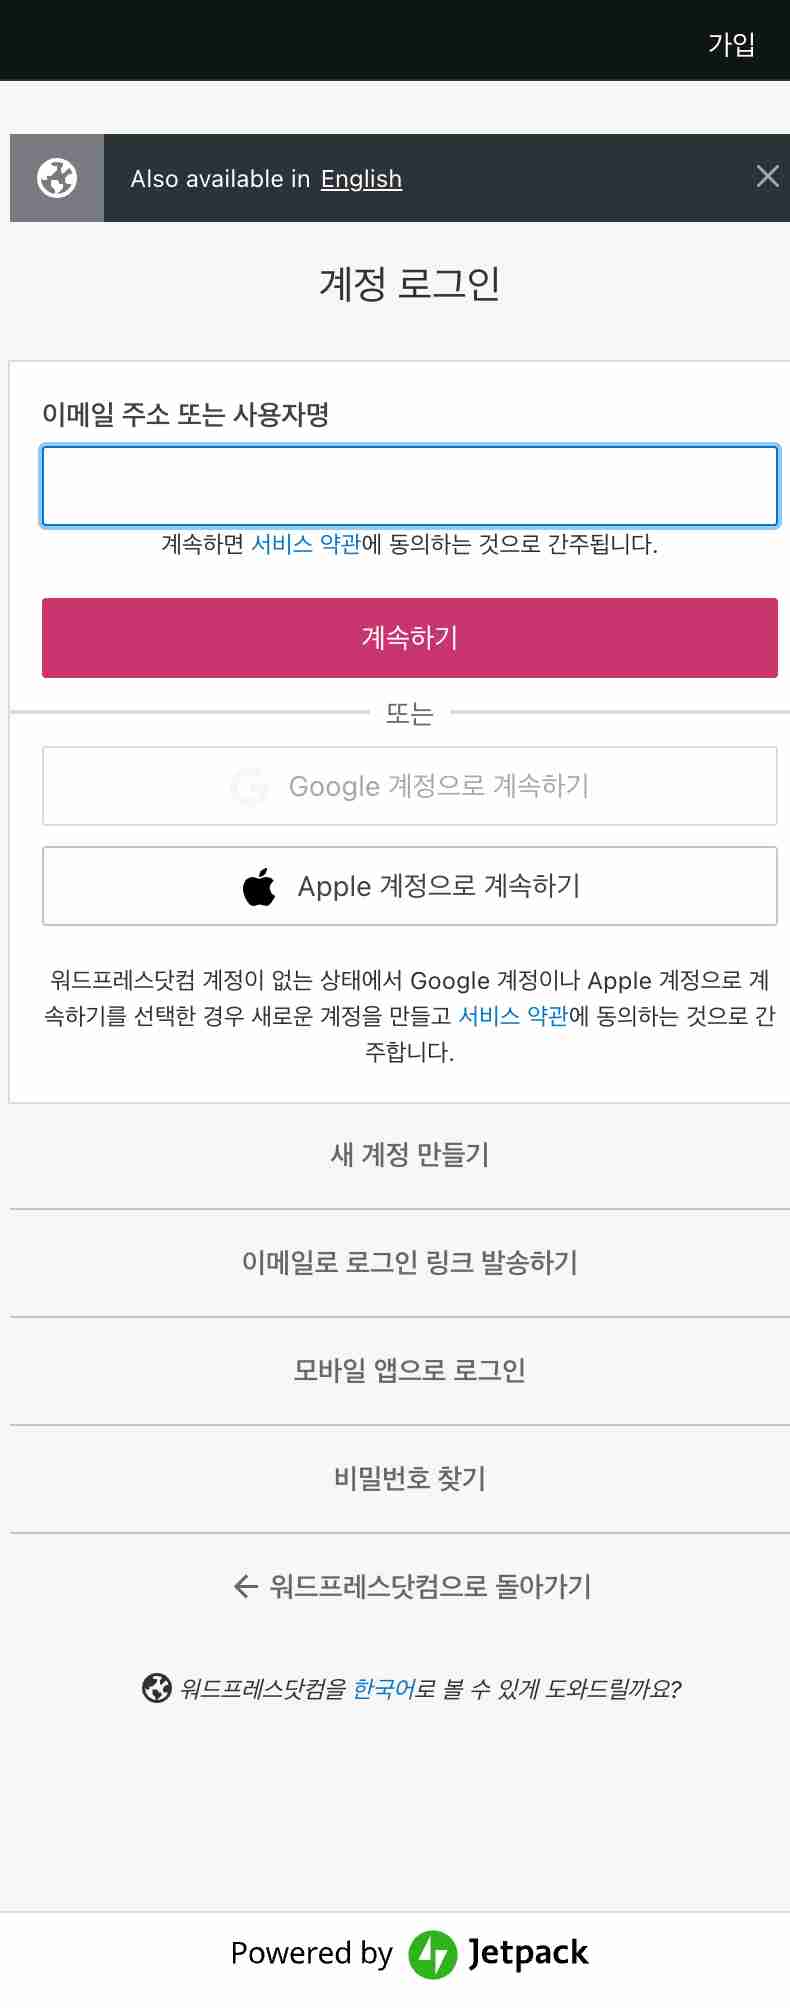 가입
Also available in English
계정 로그인
이메일 주소 또는 사용자명
계속하면 서비스 약관에 동의하는 것으로 간주됩니다.
계속하기
또는
Google 계정으로 계속하기
Apple 계정으로 계속하기
워드프레스닷컴 계정이 없는 상태에서 Google 계정이나 Apple 계정으로 계
속하기를 선택한 경우 새로운 계정을 만들고 서비스 약관에 동의하는 것으로 간
주합니다.
새 계정 만들기
이메일로 로그인 링크 발송하기
모바일 앱으로 로그인
비밀번호 찾기
← 워드프레스닷컴으로 돌아가기
워드프레스닷컴을 한국어로 볼 수 있게 도와드릴까요?
Powered by Jetpack